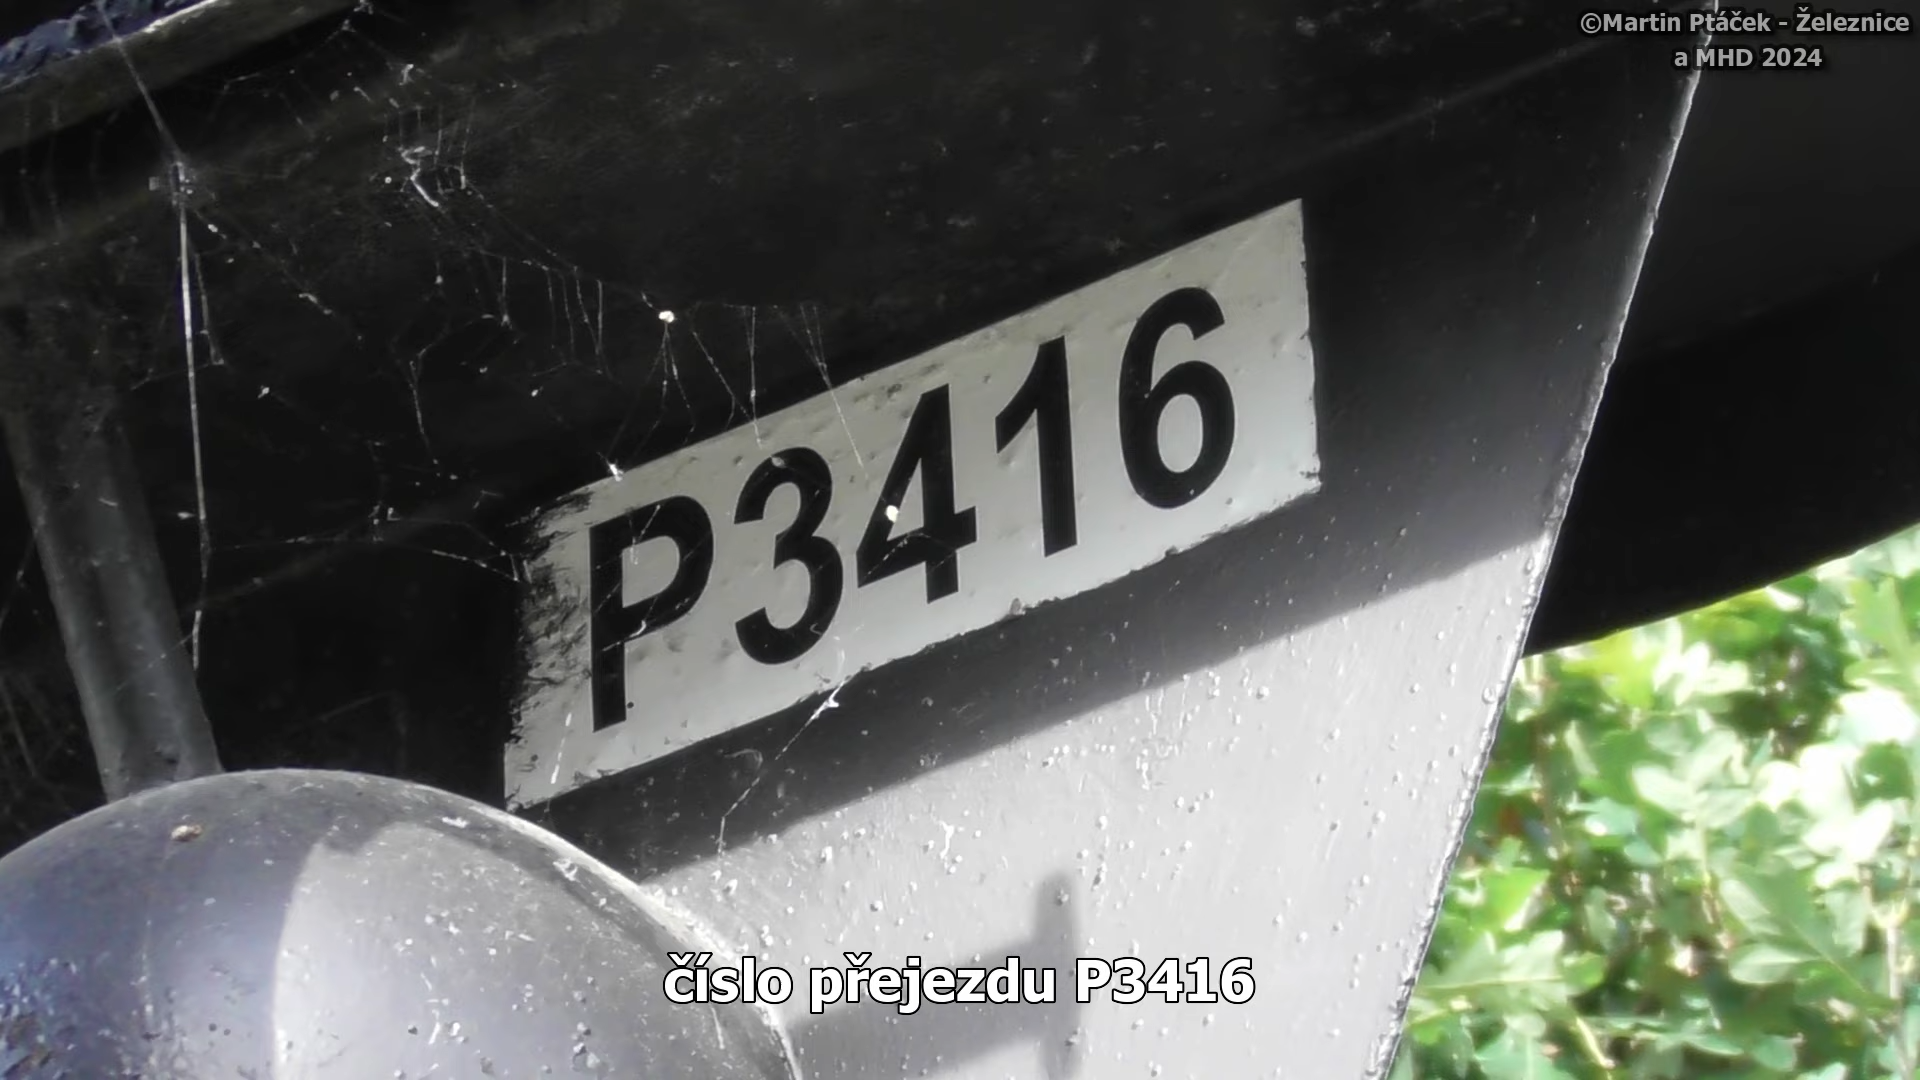 ©Martin Ptáček - Železnice
a MHD 2024
P3416
číslo přejezdu P3416